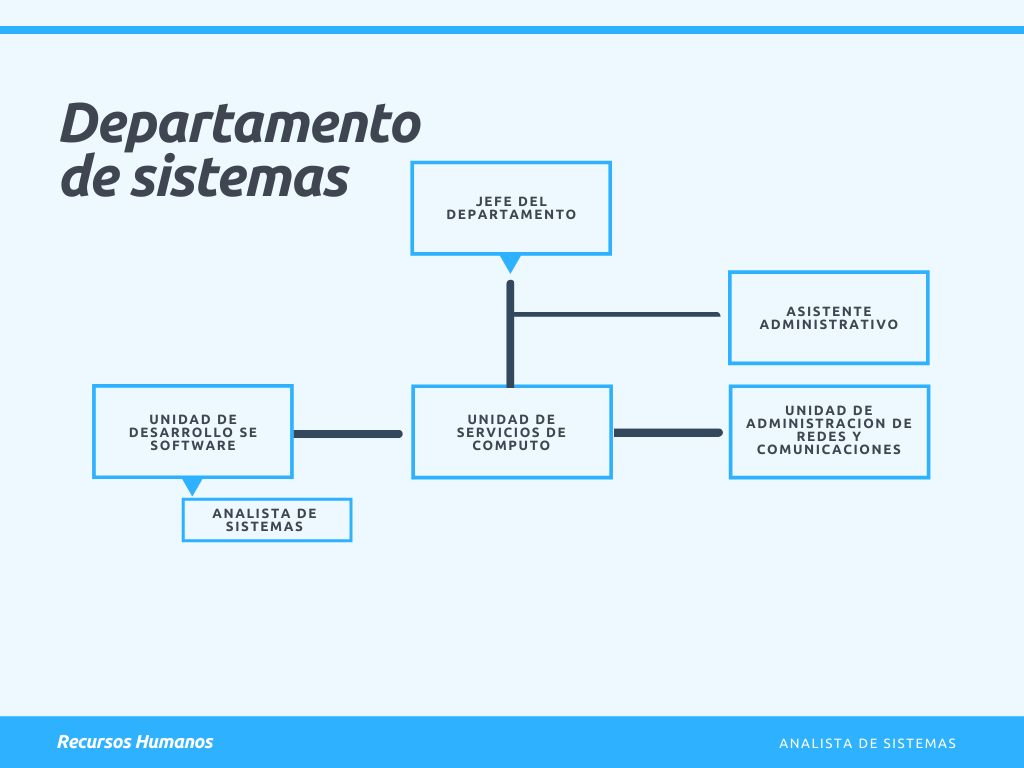 Departamento
de sistemas
JEFE DEL
DEPARTAMENTO
ASISTENTE
ADMINISTRATIVO
UNIDAD DE
DESARROLLO SE
SOFTWARE
UNIDAD DE
SERVICIOS DE
COMPUTO
UNIDAD DE
ADMINISTRACION DE
REDES Y
COMUNICACIONES
ANALISTA DE
SISTEMAS
Recursos Humanos
ANALISTA DE SISTEMAS